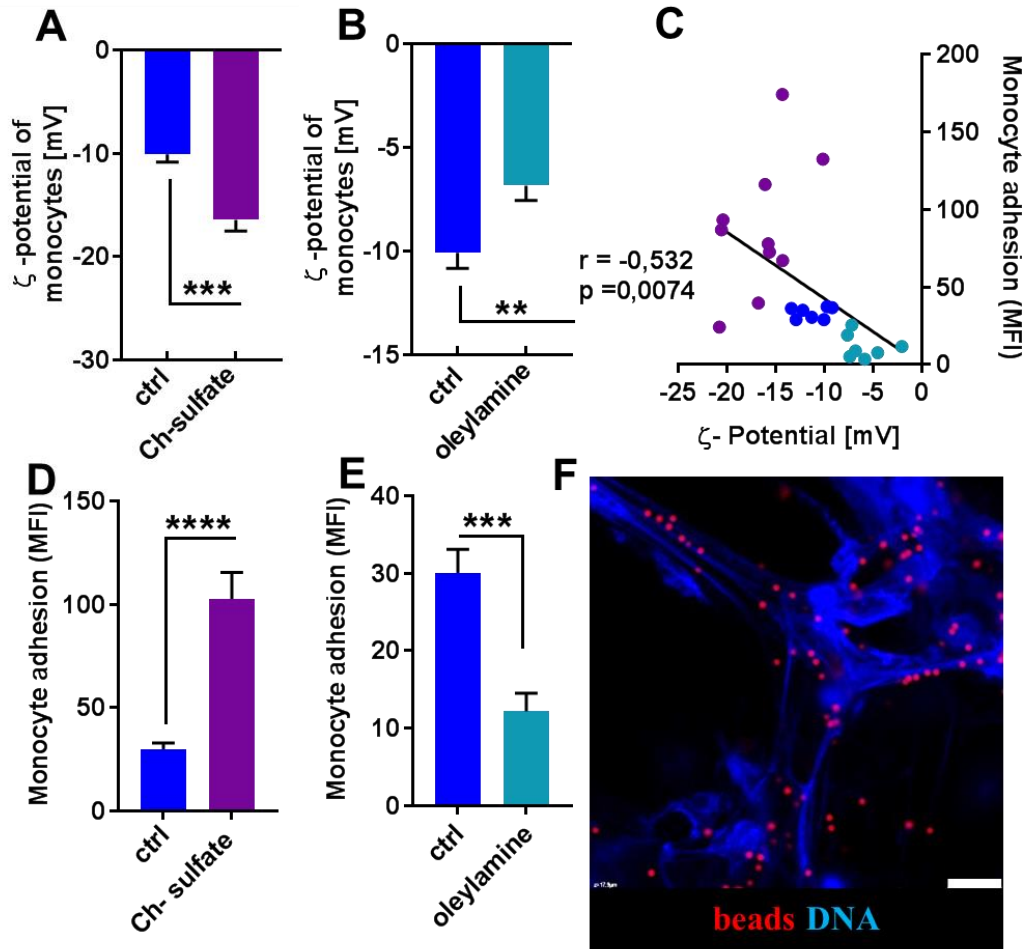 A
ζ -potential of
monocytes [mV]
0
-10
-20
-30
***
ctrl
Ch-sulfate
B
ζ -potential of
monocytes [mV]
0
-5
-10
-15
**
ctrl
oleylamine
C
200
150
100
50
0
Monocyte adhesion (MFI)
r = -0,532
p =0,0074
-25 -20 -15 -10 -5 0
ζ- Potential [mV]
D
Monocyte adhesion (MFI)
150
100
50
0
****
ctrl
Ch- sulfate
E
Monocyte adhesion (MFI)
40
30
20
10
0
***
ctrl
oleylamine
F
beads DNA